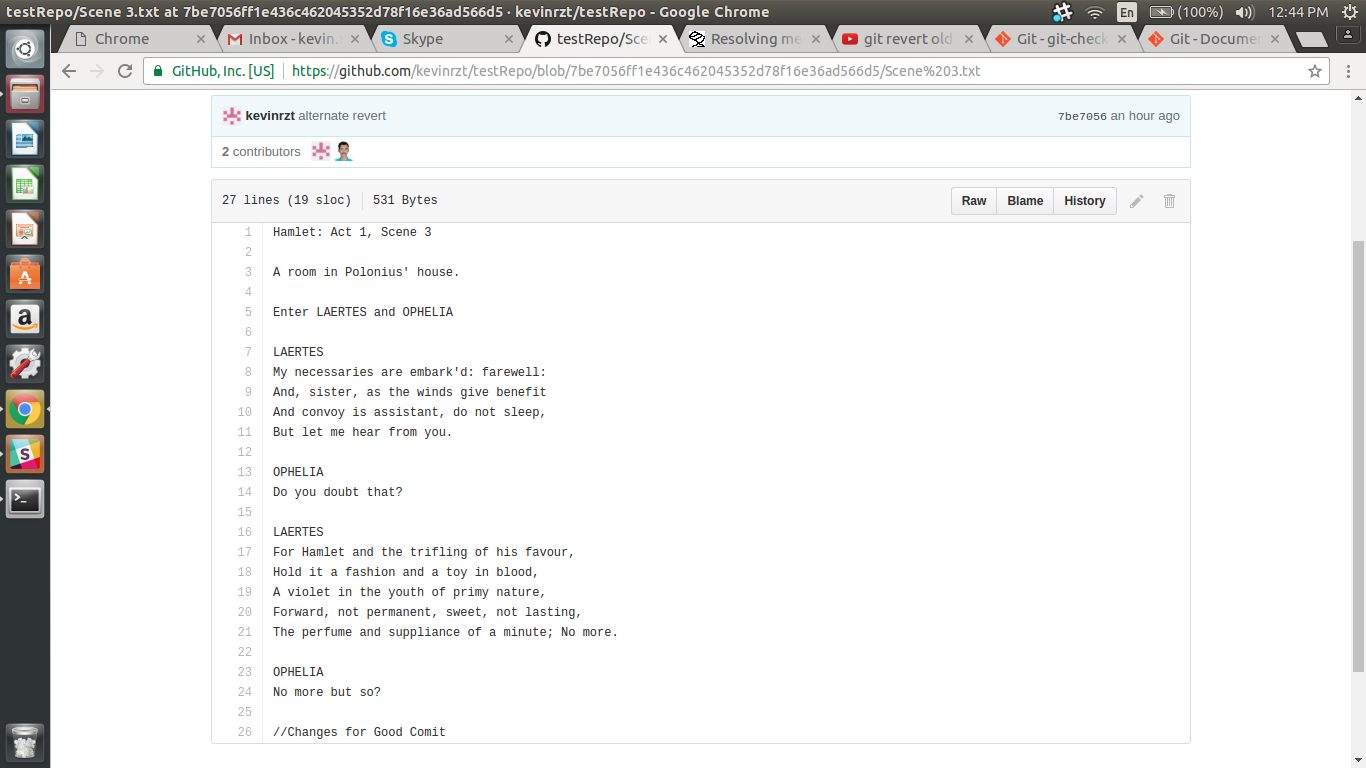 testRepo/Scene 3.txt at 7be7056ff1e436c462045352d78f16e36ad566d5 · kevinrzt/testRepo - Google Chrome
En (100%) 12:44 PM
Chrome
Inbox - kevin.
Skype
testRepo/Sce
Resolving me
git revert old
Git - git-check
Git - Docume
GitHub, Inc. [US] https://github.com/kevinrzt/testRepo/blob/7be7056ff1e436c462045352d78f16e36ad566d5/Scene%203.txt
kevinrzt alternate revert 7be7056 an hour ago
2 contributors
27 lines (19 sloc) 531 Bytes Raw Blame History
1 Hamlet: Act 1, Scene 3
2
3 A room in Polonius' house.
4
5 Enter LAERTES and OPHELIA
6
7 LAERTES
8 My necessaries are embark'd: farewell:
9 And, sister, as the winds give benefit
10 And convoy is assistant, do not sleep,
11 But let me hear from you.
12
13 OPHELIA
14 Do you doubt that?
15
16 LAERTES
17 For Hamlet and the trifling of his favour,
18 Hold it a fashion and a toy in blood,
19 A violet in the youth of primy nature,
20 Forward, not permanent, sweet, not lasting,
21 The perfume and suppliance of a minute; No more.
22
23 OPHELIA
24 No more but so?
25
26 //Changes for Good Comit